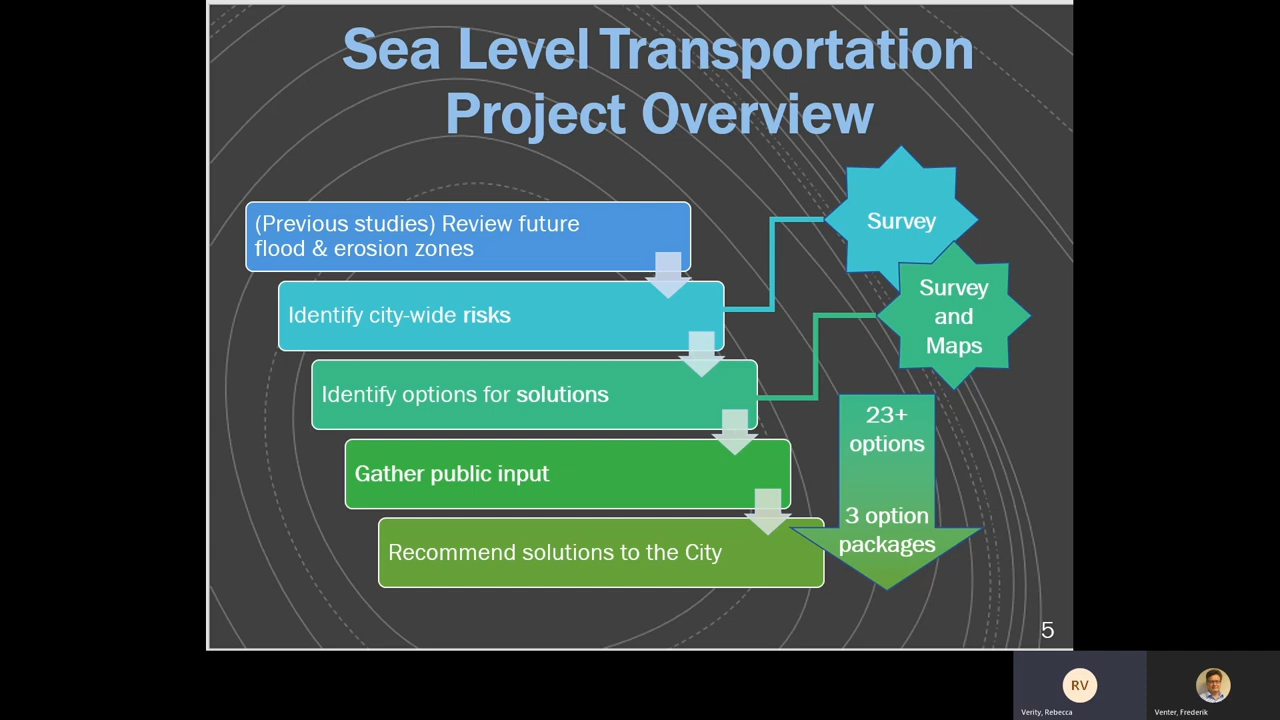 Sea Level Transportation
Project Overview
(Previous studies) Review future
flood & erosion zones
Identify city-wide risks
Identify options for solutions
Gather public input
Recommend solutions to the City
Survey
Survey
and
Maps
23+
options
3 option
packages
5
RV
Verity, Rebecca
Venter, Frederik